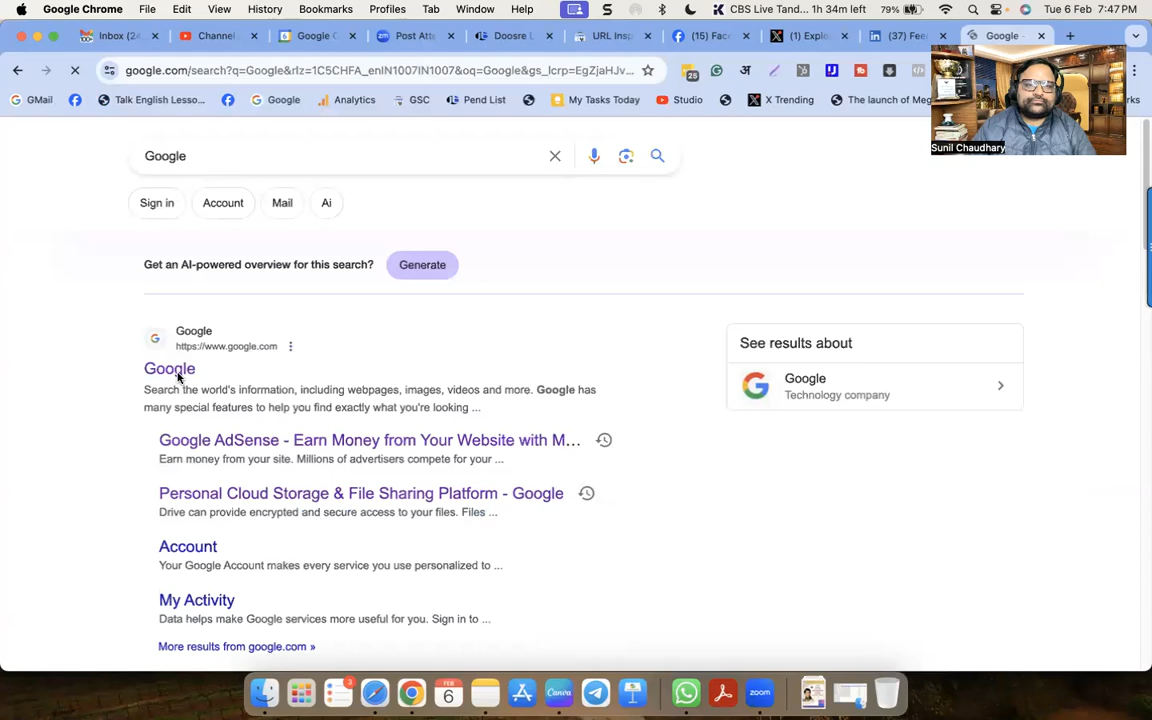 Google Chrome File Edit View History Bookmarks Profiles Tab Window Help CBS Live Tand... 1h 34m left 79% Tue 6 Feb 7:47 PM
Inbox (2 Channel Google C Post Att Doosre L URL Insp (15) Fac (1) Explo (37) Fee Google -
google.com/search?q=Google&rlz=1C5CHFA_enIN1007IN1007&oq=Google&gs_lcrp=EgZjaHJv... 25 अ
GMail Talk English Lesso... Google Analytics GSC Pend List My Tasks Today Studio X Trending The launch of Meg
Sunil Chaudhary
Google
Sign in Account Mail Ai
Get an AI-powered overview for this search? Generate
Google
https://www.google.com
Google
Search the world's information, including webpages, images, videos and more. Google has
many special features to help you find exactly what you're looking ...
Google AdSense - Earn Money from Your Website with M...
Earn money from your site. Millions of advertisers compete for your ...
Personal Cloud Storage & File Sharing Platform - Google
Drive can provide encrypted and secure access to your files. Files ...
Account
Your Google Account makes every service you use personalized to ...
My Activity
Data helps make Google services more useful for you. Sign in to ...
More results from google.com »
See results about
Google
Technology company
3 FEB 6 Canva zoom